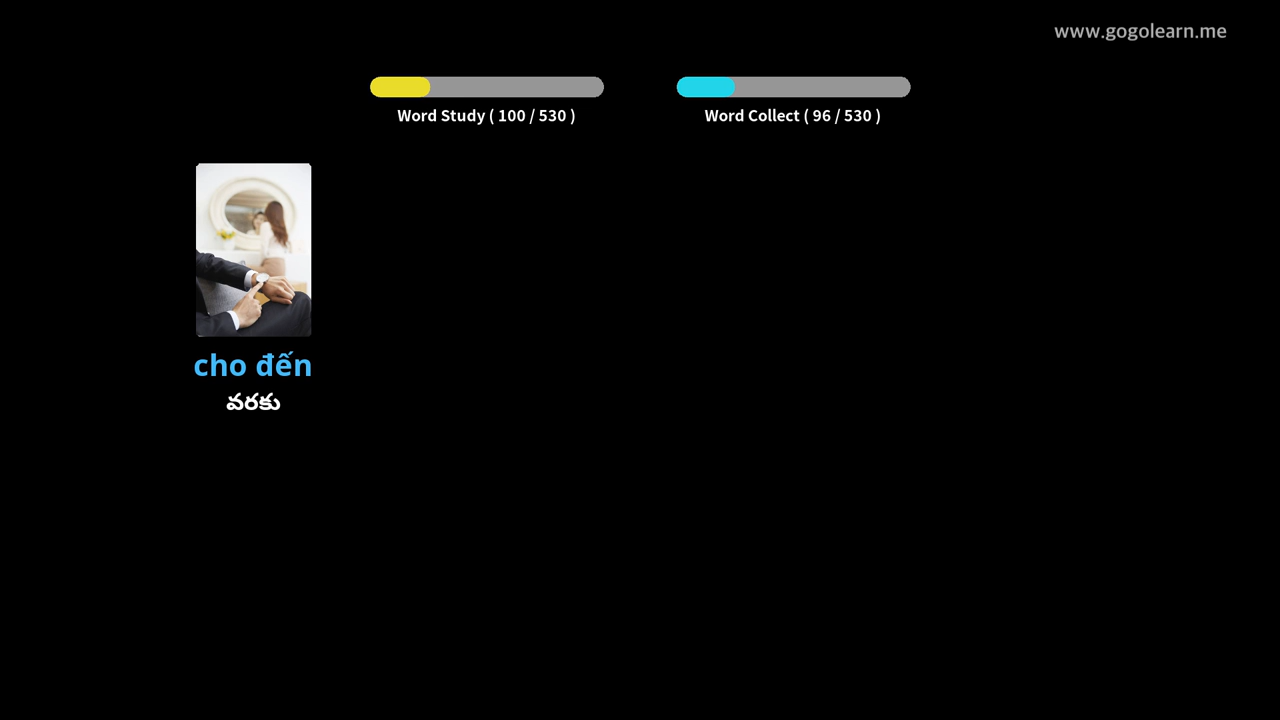 www.gogolearn.me
Word Study ( 100 / 530 )
Word Collect ( 96 / 530 )
cho đến
వరకు